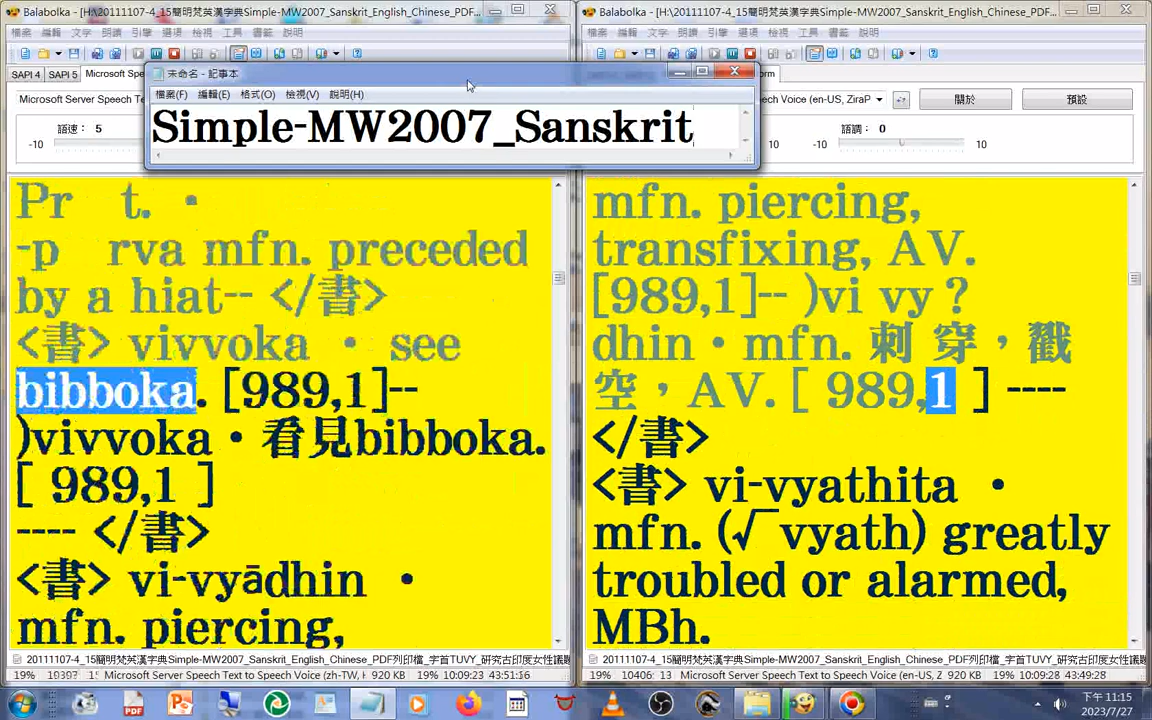 Balabolka - [H:\20111107-4_15簡明梵英漢字典Simple-MW2007_Sanskrit_English_Chinese_PDF...
Balabolka - [H:\20111107-4_15簡明梵英漢字典Simple-MW2007_Sanskrit_English_Chinese_PDF...
檔案 編輯 文字 朗讀 引擎 選項 檢視 工具 書籤 說明
檔案 編輯 文字 朗讀 引擎 選項 檢視 工具 書籤 說明
SAPI 4 SAPI 5 Microsoft Sp
未命名 - 記事本
檔案(F) 編輯(E) 格式(O) 檢視(V) 說明(H)
Simple-MW2007_Sanskrit
Microsoft Server Speech Text
Voice (en-US, ZiraP
關於
預設
語速: 5
-10
10
語調: 0
-10
10
Pr t. •
-p rva mfn. preceded
by a hiat-- </書>
<書> vivvoka • see
bibboka. [989,1]--
)vivvoka•看見bibboka.
[ 989,1 ]
---- </書>
<書> vi-vyādhin •
mfn. piercing,
mfn. piercing,
transfixing, AV.
[989,1]-- )vi vy？
dhin•mfn. 刺 穿，戳
空，AV. [ 989,1 ] ----
</書>
<書> vi-vyathita •
mfn. (√vyath) greatly
troubled or alarmed,
MBh.
20111107-4_15簡明梵英漢字典Simple-MW2007_Sanskrit_English_Chinese_PDF列印檔_字首TUVY_研究古印度女性議題
20111107-4_15簡明梵英漢字典Simple-MW2007_Sanskrit_English_Chinese_PDF列印檔_字首TUVY_研究古印度女性議題
19% Microsoft Server Speech Text to Speech Voice (zh-TW, 920 KB 10:09:23 43:51:16
19% 10406: 13 Microsoft Server Speech Text to Speech Voice (en-US, 920 KB 10:09:28 43:49:28
下午 11:15
2023/7/27